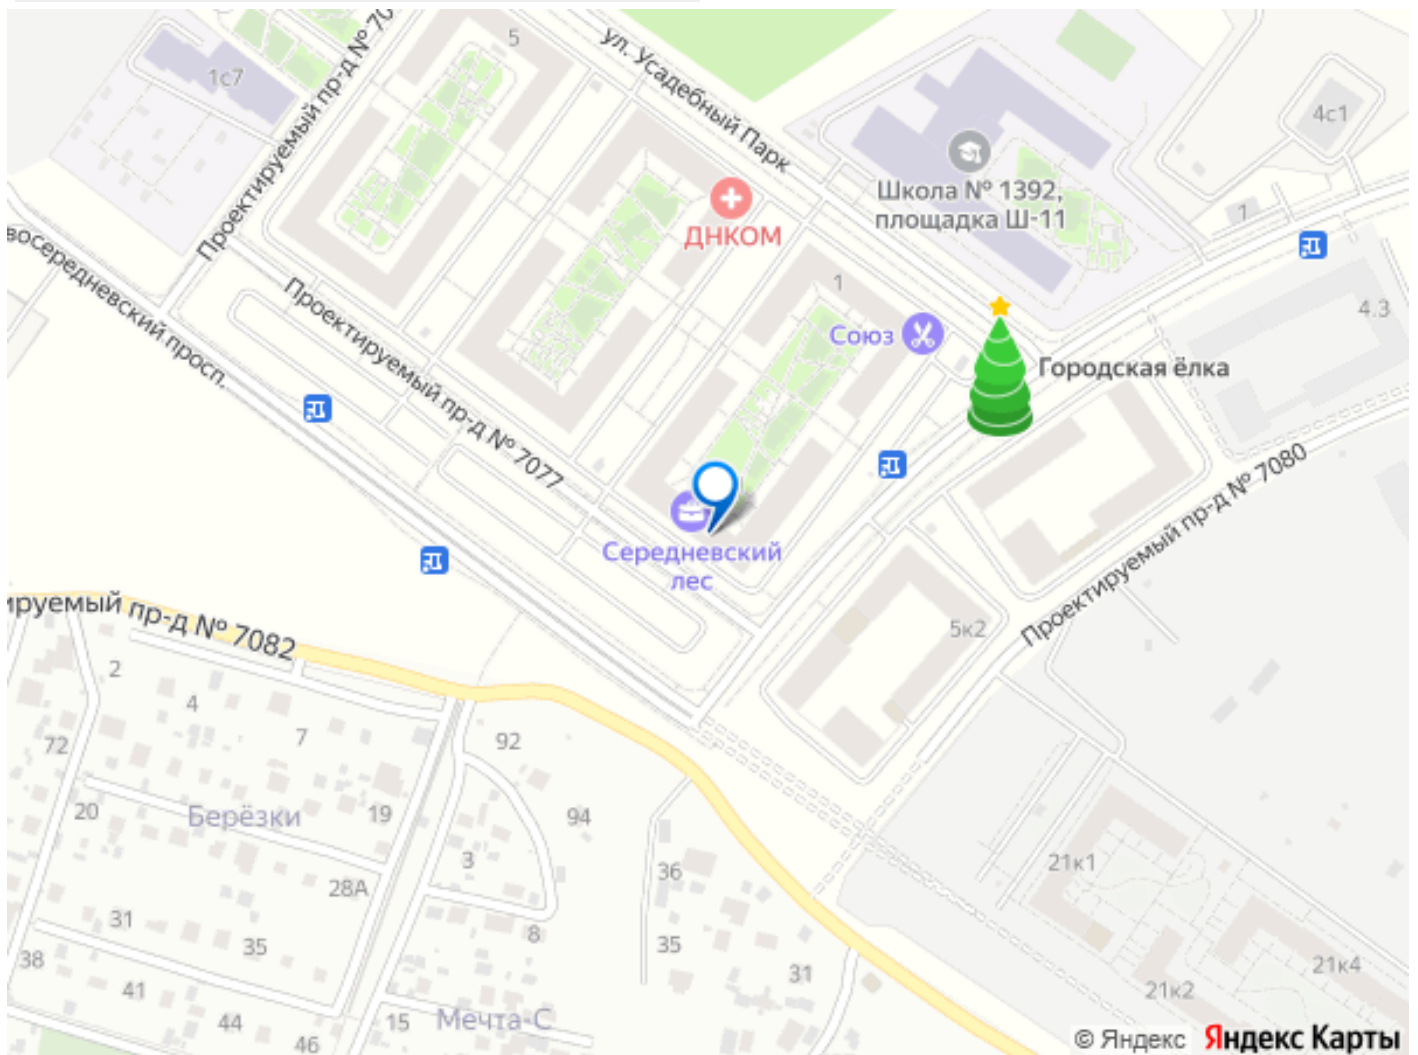 5
ул. Усадебный Парк
1с7
Проектируемый пр-д № 70
4с1
Школа № 1392,
площадка Ш-11
1
ДНКОМ
1
4.3
восередневский просп.
Проектируемый пр-д № 7077
Союз
Городская ёлка
Проектируемый пр-д № 7080
Середневский
лес
ируемый пр-д № 7082
5к2
2
4
7
72
92
20
Берёзки
19
94
3
36
28А
21к1
31
35
8
35
38
41
31
21к4
21к2
44
15
Мечта-С
46
© Яндекс Яндекс Карты